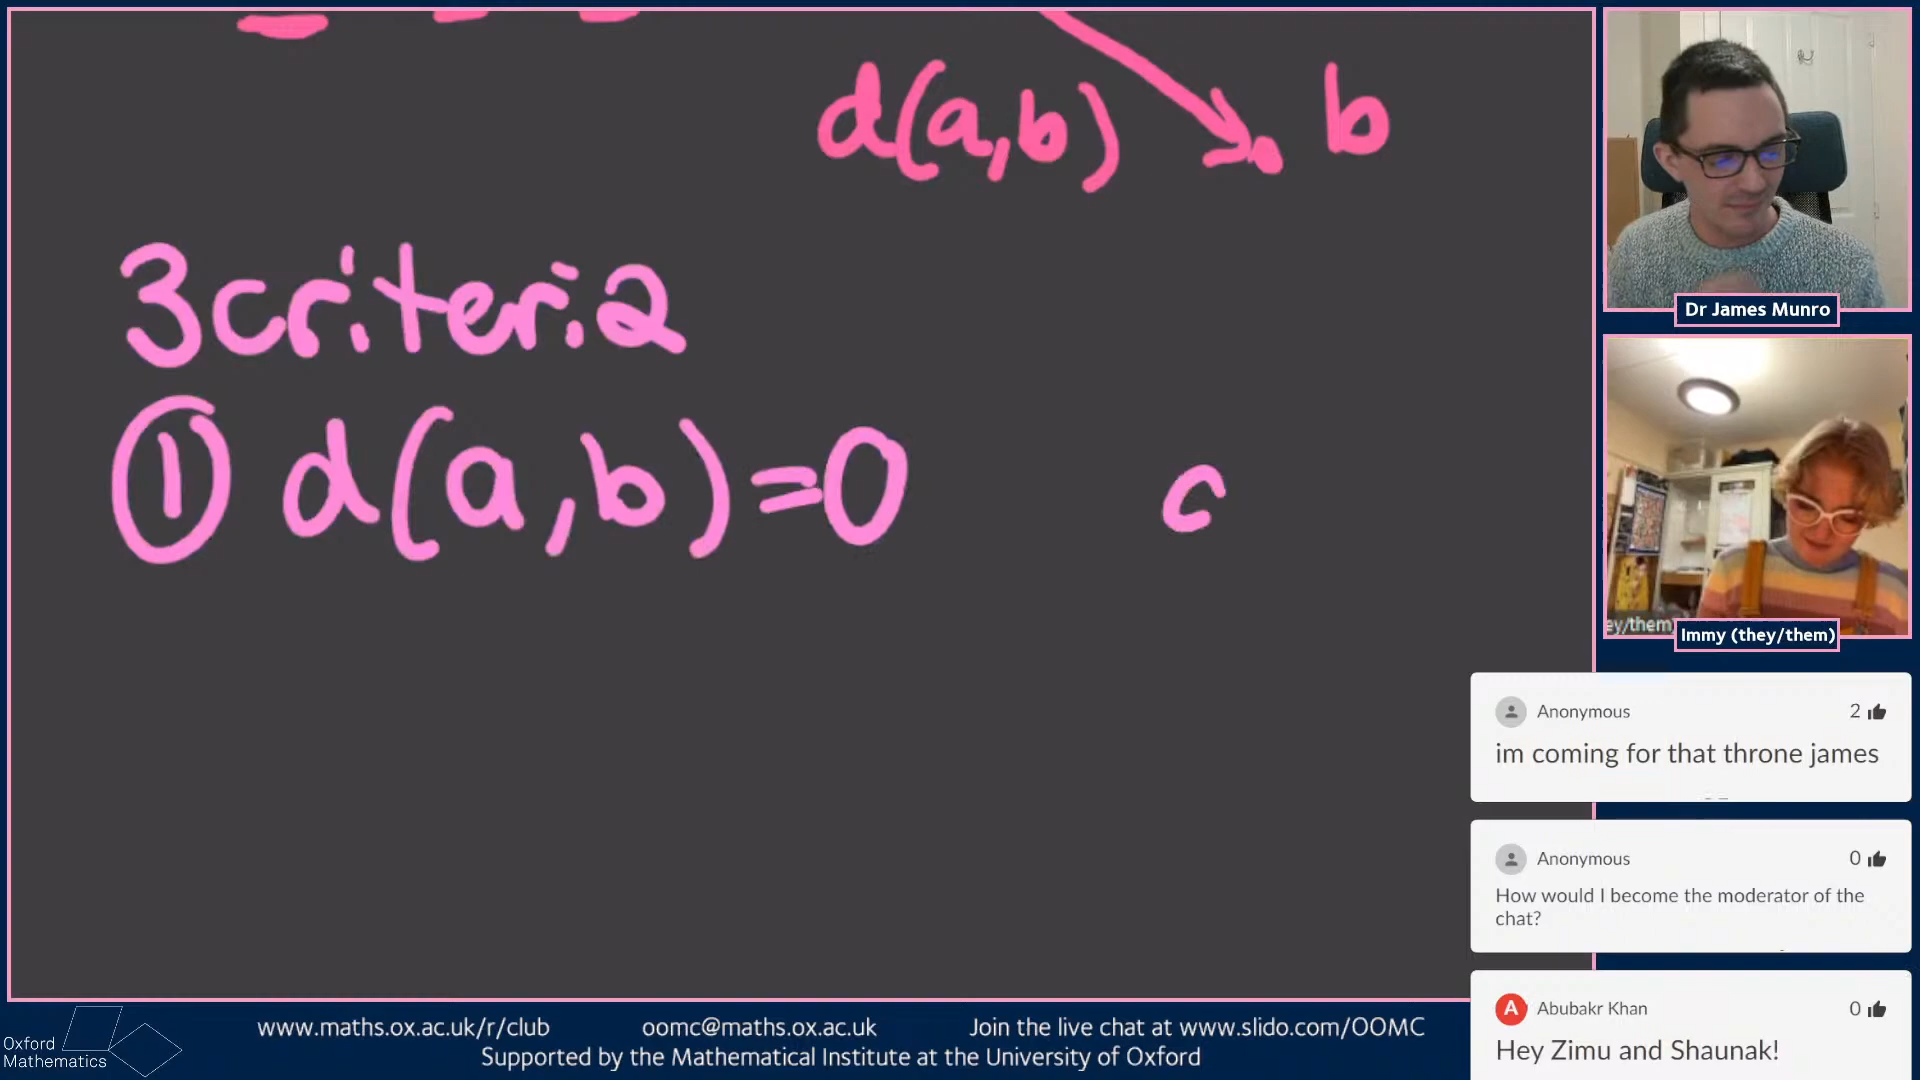 d(a,b)
b
3 criteria
① d(a,b)=0
c
Dr James Munro
ey/them
Immy (they/them)
Anonymous
2
im coming for that throne james
Anonymous
0
How would I become the moderator of the
chat?
A
Abubakr Khan
0
Hey Zimu and Shaunak!
Oxford
Mathematics
www.maths.ox.ac.uk/r/club
oomc@maths.ox.ac.uk
Join the live chat at www.slido.com/OOMC
Supported by the Mathematical Institute at the University of Oxford